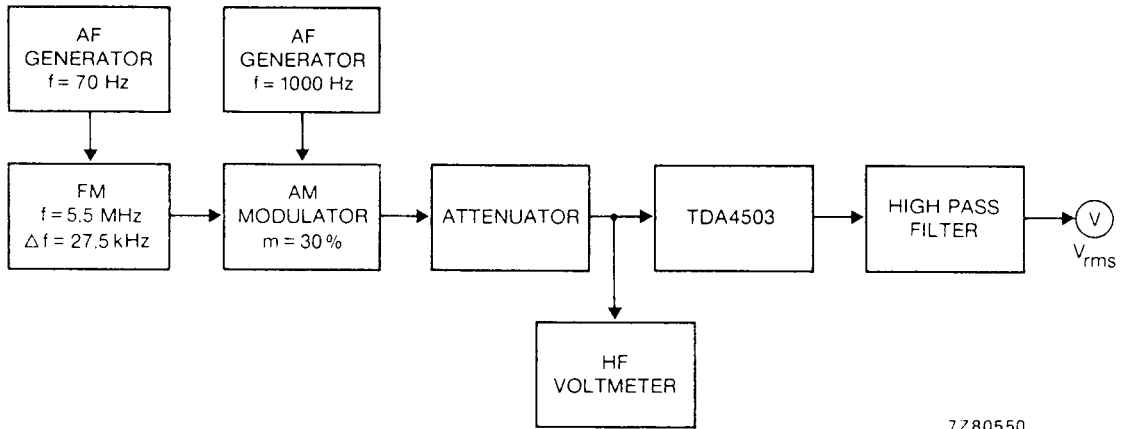 AF
GENERATOR
f = 70 Hz
AF
GENERATOR
f = 1000 Hz
FM
f = 5.5 MHz
Δf = 27.5 kHz
AM
MODULATOR
m = 30%
ATTENUATOR
TDA4503
HIGH PASS
FILTER
V
Vrms
HF
VOLTMETER
7Z80550